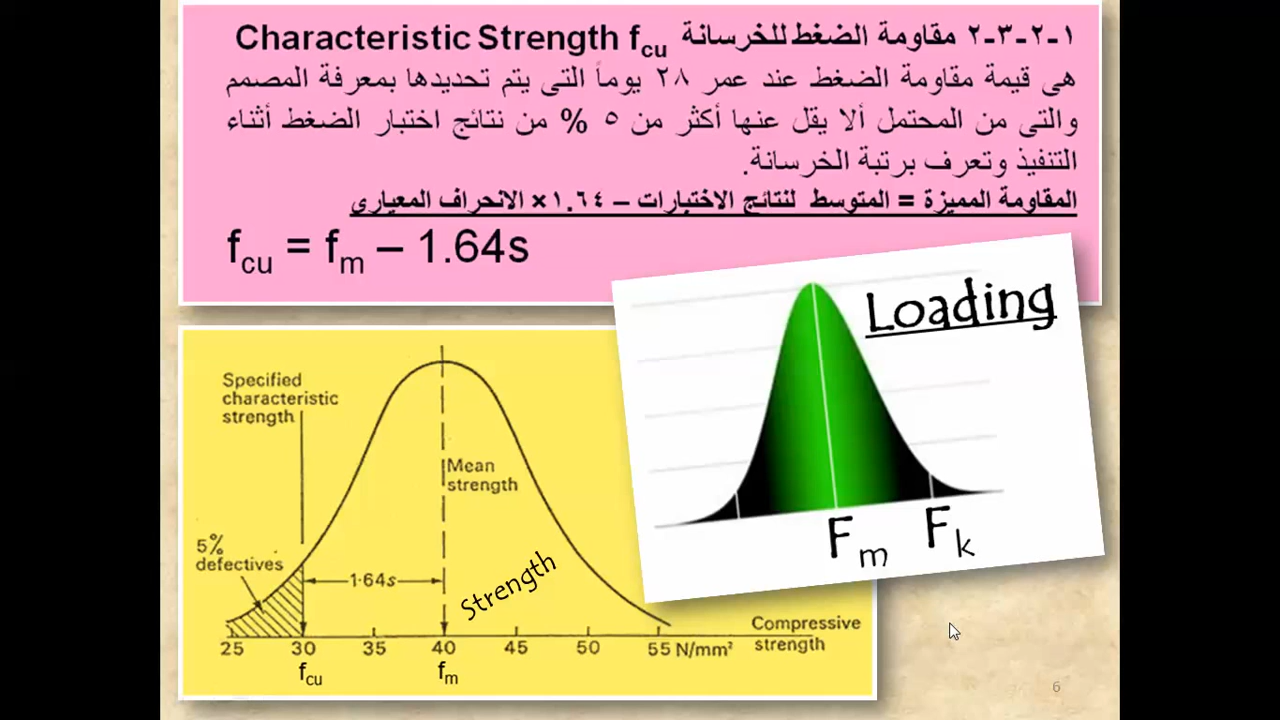 ١-٢-٣-٢ مقاومة الضغط للخرسانة Characteristic Strength fcu
هى قيمة مقاومة الضغط عند عمر ٢٨ يوماً التى يتم تحديدها بمعرفة المصمم
والتى من المحتمل ألا يقل عنها أكثر من ٥ % من نتائج اختبار الضغط أثناء
التنفيذ وتعرف برتبة الخرسانة.
المقاومة المميزة = المتوسط لنتائج الاختبارات – ١.٦٤× الانحراف المعيارى
fcu = fm – 1.64s
Loading
Fm
Fk
Specified
characteristic
strength
Mean
strength
5%
defectives
1·64s
Strength
25 30 35 40 45 50 55 N/mm²
Compressive
strength
fcu
fm
6